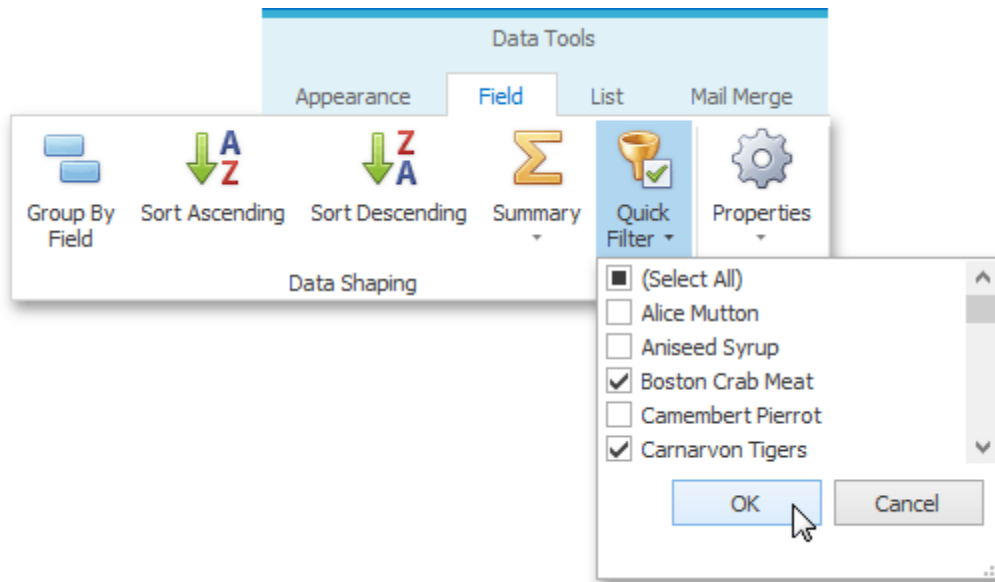 Data Tools
Appearance Field List Mail Merge
Group By Field Sort Ascending Sort Descending Summary Quick Filter Properties
Data Shaping
(Select All)
Alice Mutton
Aniseed Syrup
Boston Crab Meat
Camembert Pierrot
Carnarvon Tigers
OK Cancel